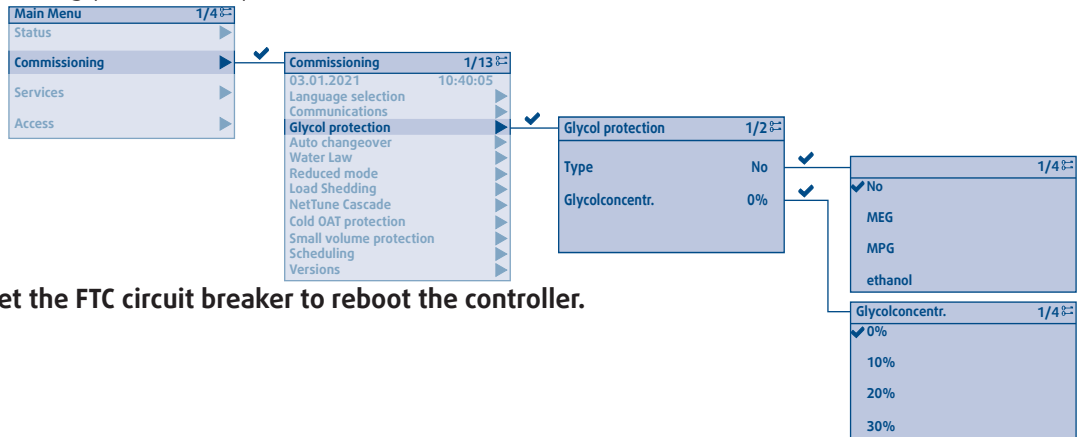 Main Menu 1/4
Status
Commissioning
Services
Access
Commissioning 1/13
03.01.2021 10:40:05
Language selection
Communications
Glycol protection
Auto changeover
Water Law
Reduced mode
Load Shedding
NetTune Cascade
Cold OAT protection
Small volume protection
Scheduling
Versions
Glycol protection 1/2
Type No
Glycolconcentr. 0%
1/4
No
MEG
MPG
ethanol
Glycolconcentr. 1/4
0%
10%
20%
30%
et the FTC circuit breaker to reboot the controller.